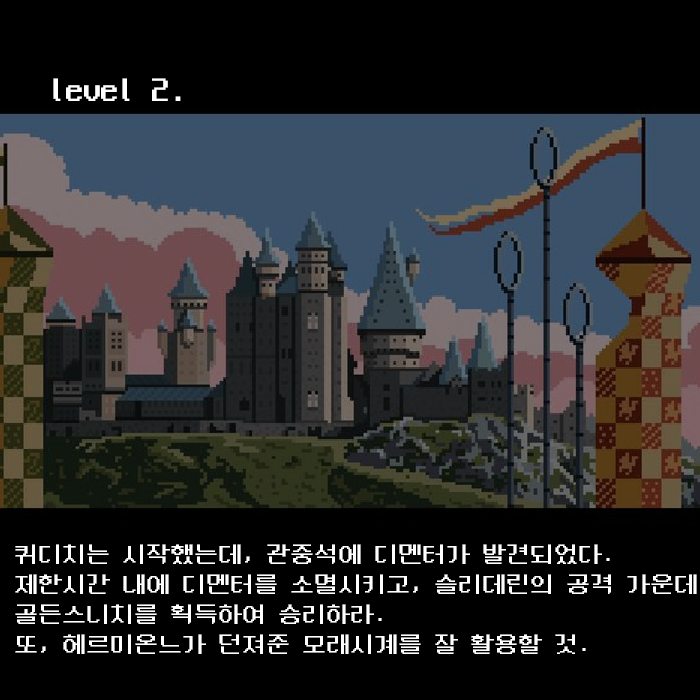 level 2.
쿼디치는 시작했는데, 관중석에 디멘터가 발견되었다.
제한시간 내에 디멘터를 소멸시키고, 슬리데린의 공격 가운데
골든스니치를 획득하여 승리하라.
또, 헤르미온느가 던져준 모래시계를 잘 활용할 것.